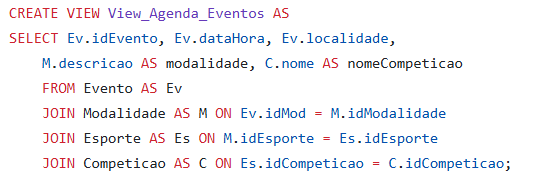 CREATE VIEW View_Agenda_Eventos AS
SELECT Ev.idEvento, Ev.dataHora, Ev.localidade,
M.descricao AS modalidade, C.nome AS nomeCompeticao
FROM Evento AS Ev
JOIN Modalidade AS M ON Ev.idMod = M.idModalidade
JOIN Esporte AS Es ON M.idEsporte = Es.idEsporte
JOIN Competicao AS C ON Es.idCompeticao = C.idCompeticao;